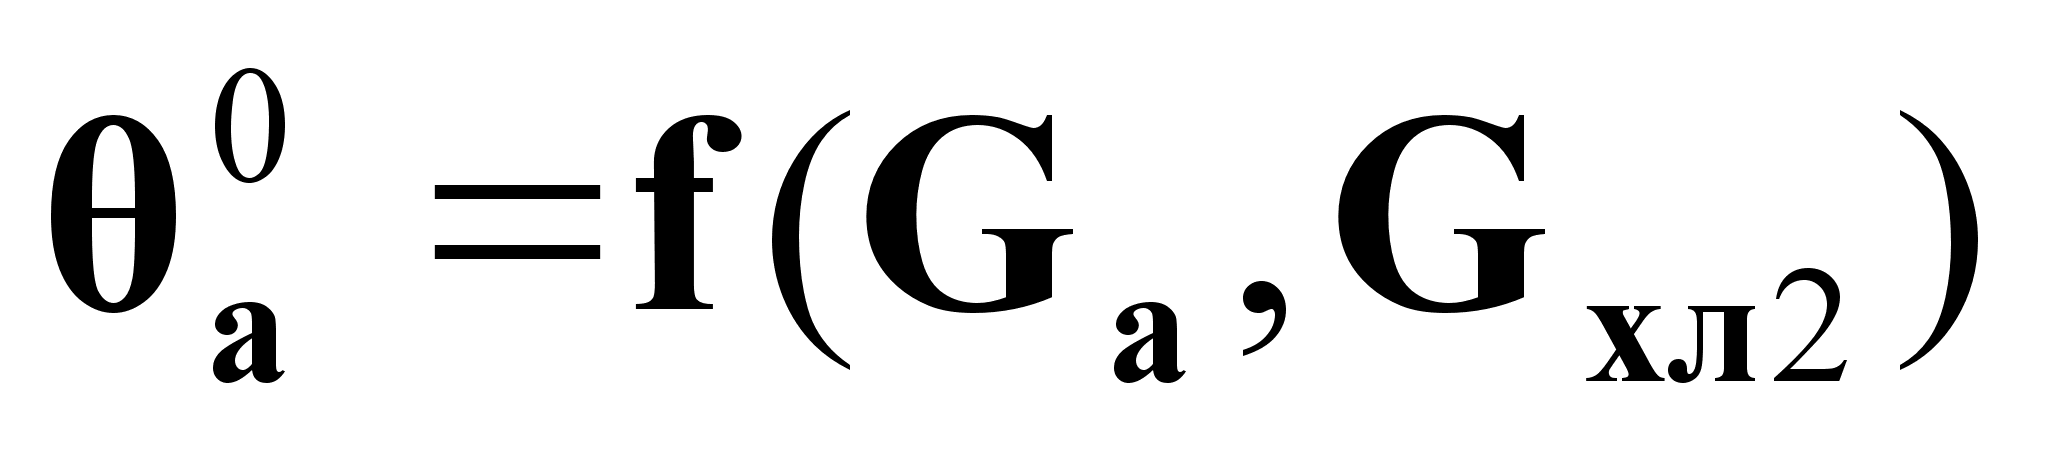 θ⁰ₐ = f(Gₐ, Gхл2)